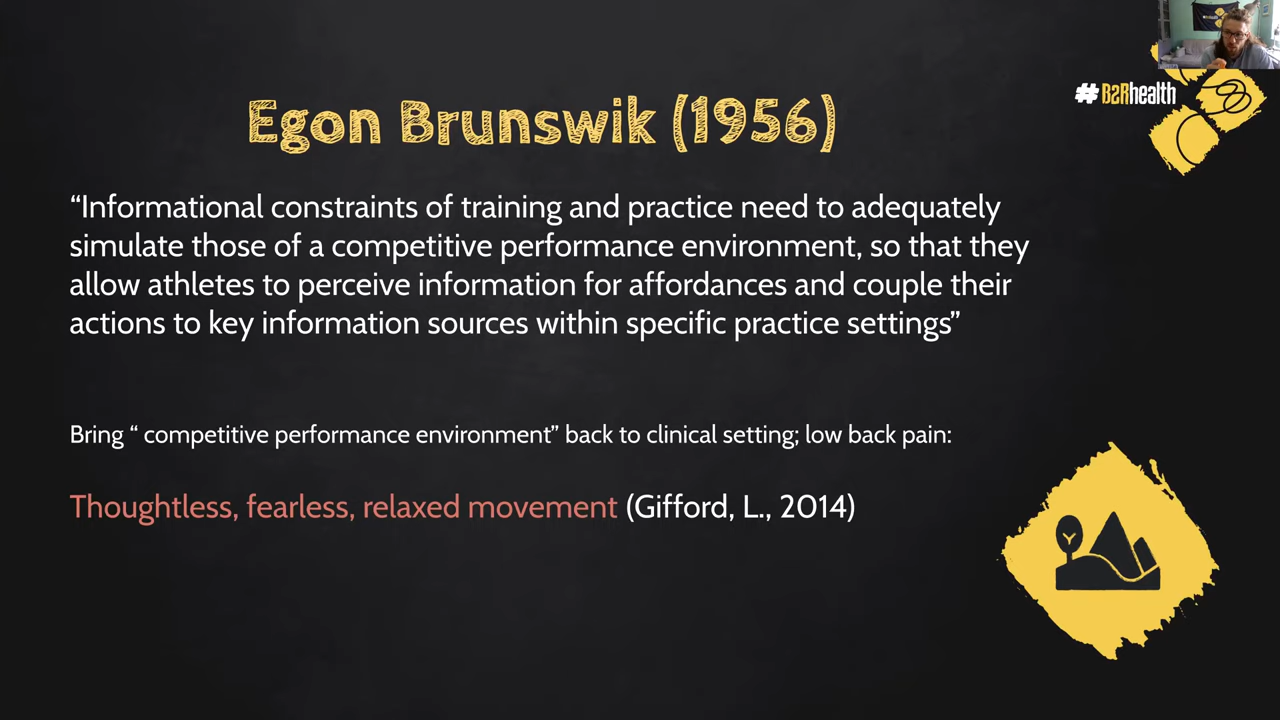 #B2Rhealth
Egon Brunswik (1956)
“Informational constraints of training and practice need to adequately
simulate those of a competitive performance environment, so that they
allow athletes to perceive information for affordances and couple their
actions to key information sources within specific practice settings”
Bring “ competitive performance environment” back to clinical setting; low back pain:
Thoughtless, fearless, relaxed movement (Gifford, L., 2014)